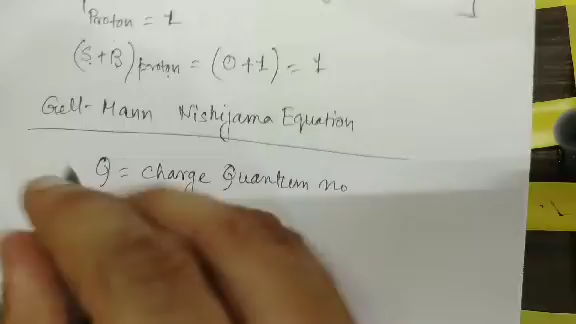 Y Proton = 1
(S+B) proton = (0+1) = 1
Gell-Mann Nishijama Equation
Q = Charge Quantum no